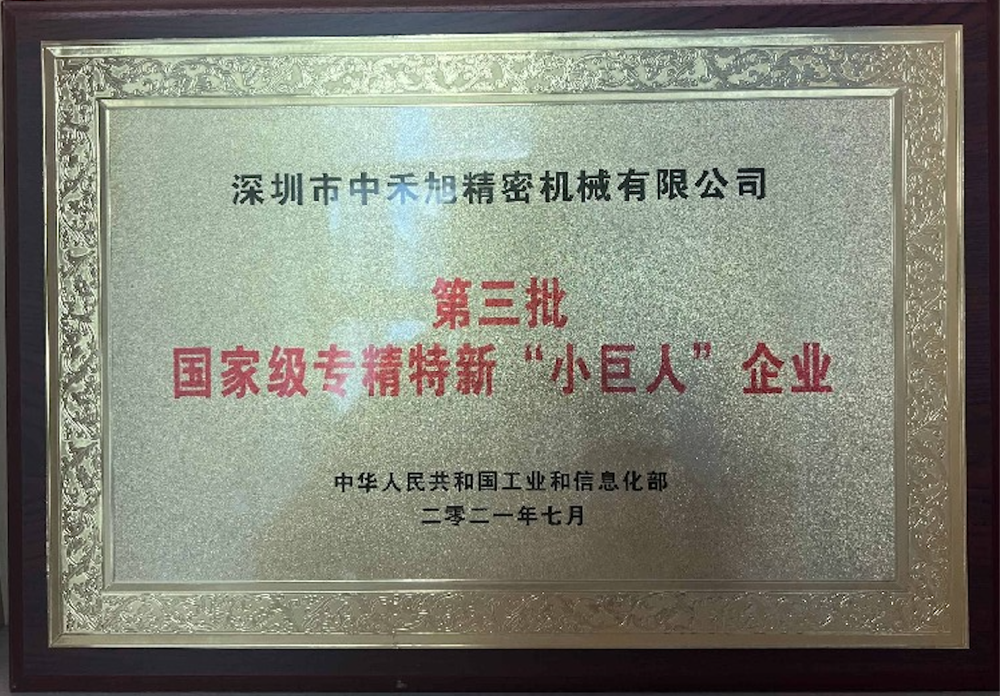 深圳市中禾旭精密机械有限公司
第三批
国家级专精特新“小巨人”企业
中华人民共和国工业和信息化部
二零二一年七月